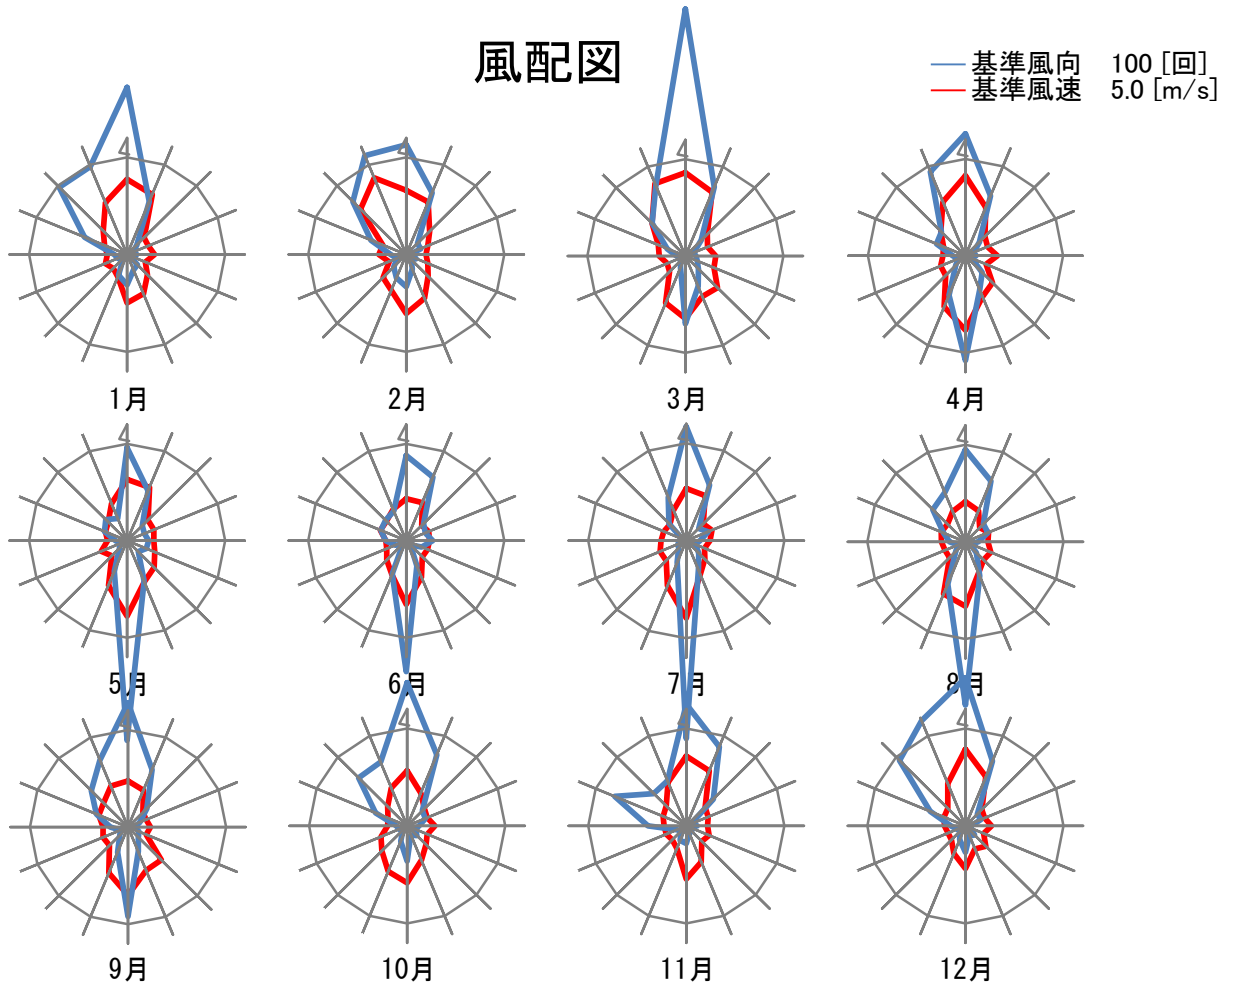 風配図
基準風向 100 [回]
基準風速 5.0 [m/s]
1月
2月
3月
4月
5月
6月
7月
8月
9月
10月
11月
12月